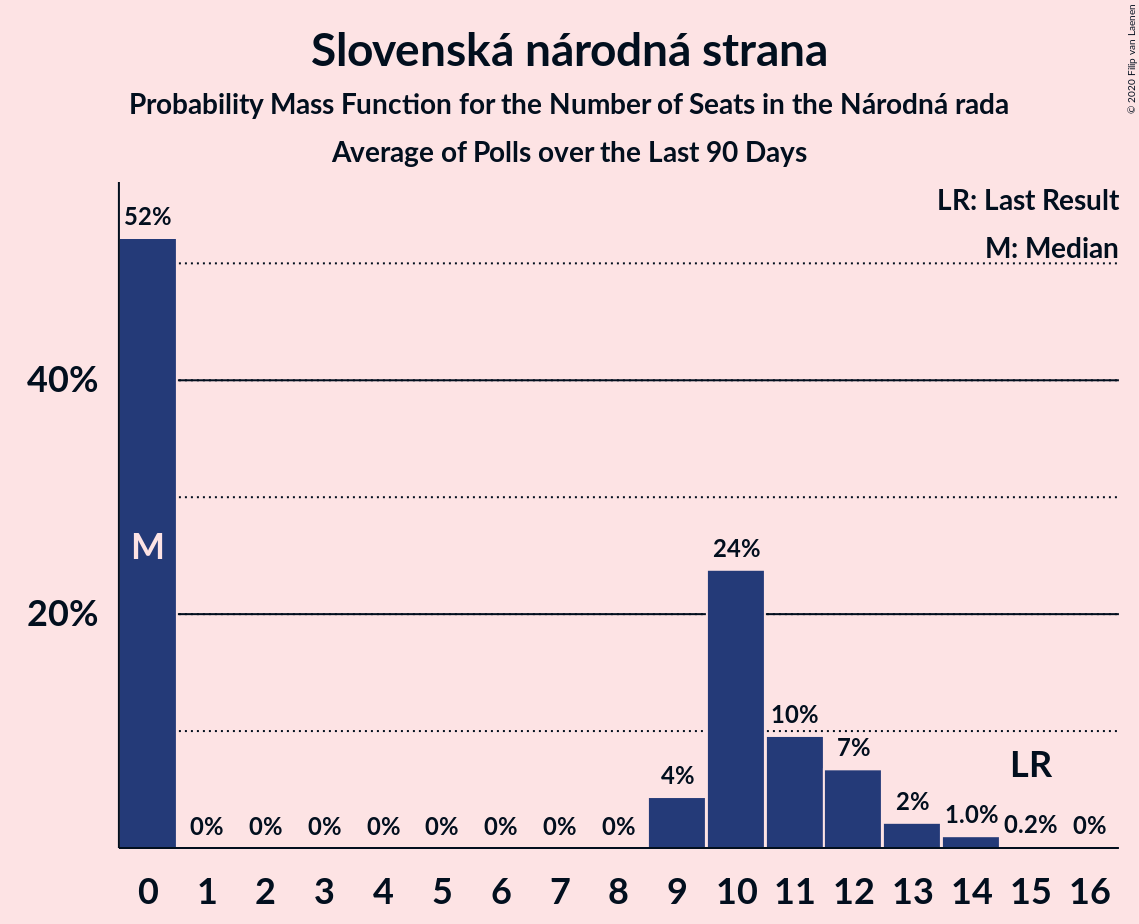 Slovenská národná strana
Probability Mass Function for the Number of Seats in the Národná rada
Average of Polls over the Last 90 Days
© 2020 Filip van Laenen
LR: Last Result
M: Median
52%
40%
M
24%
20%
10%
7%
LR
4%
2%
1.0%
0.2%
0%
0% 0% 0% 0% 0% 0% 0% 0%
0 1 2 3 4 5 6 7 8 9 10 11 12 13 14 15 16